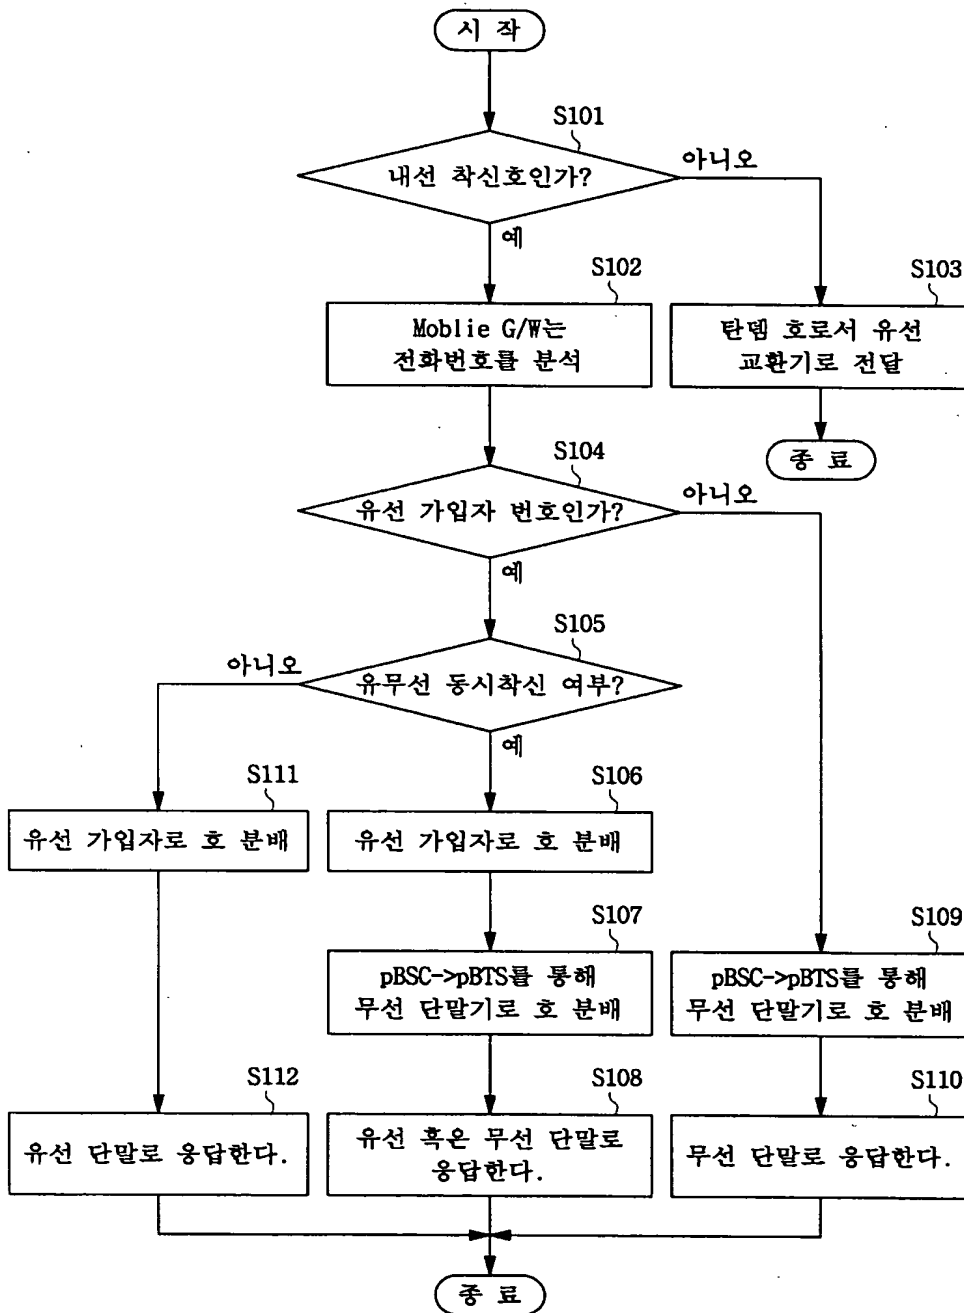 시 작
S101
내선 착신호인가?
아니오
예
S102
Moblie G/W는
전화번호를 분석
S103
탄뎀 호로서 유선
교환기로 전달
종 료
S104
유선 가입자 번호인가?
아니오
예
S105
유무선 동시착신 여부?
아니오
예
S111
유선 가입자로 호 분배
S106
유선 가입자로 호 분배
S107
pBSC->pBTS를 통해
무선 단말기로 호 분배
S109
pBSC->pBTS를 통해
무선 단말기로 호 분배
S112
유선 단말로 응답한다.
S108
유선 혹은 무선 단말로
응답한다.
S110
무선 단말로 응답한다.
종 료